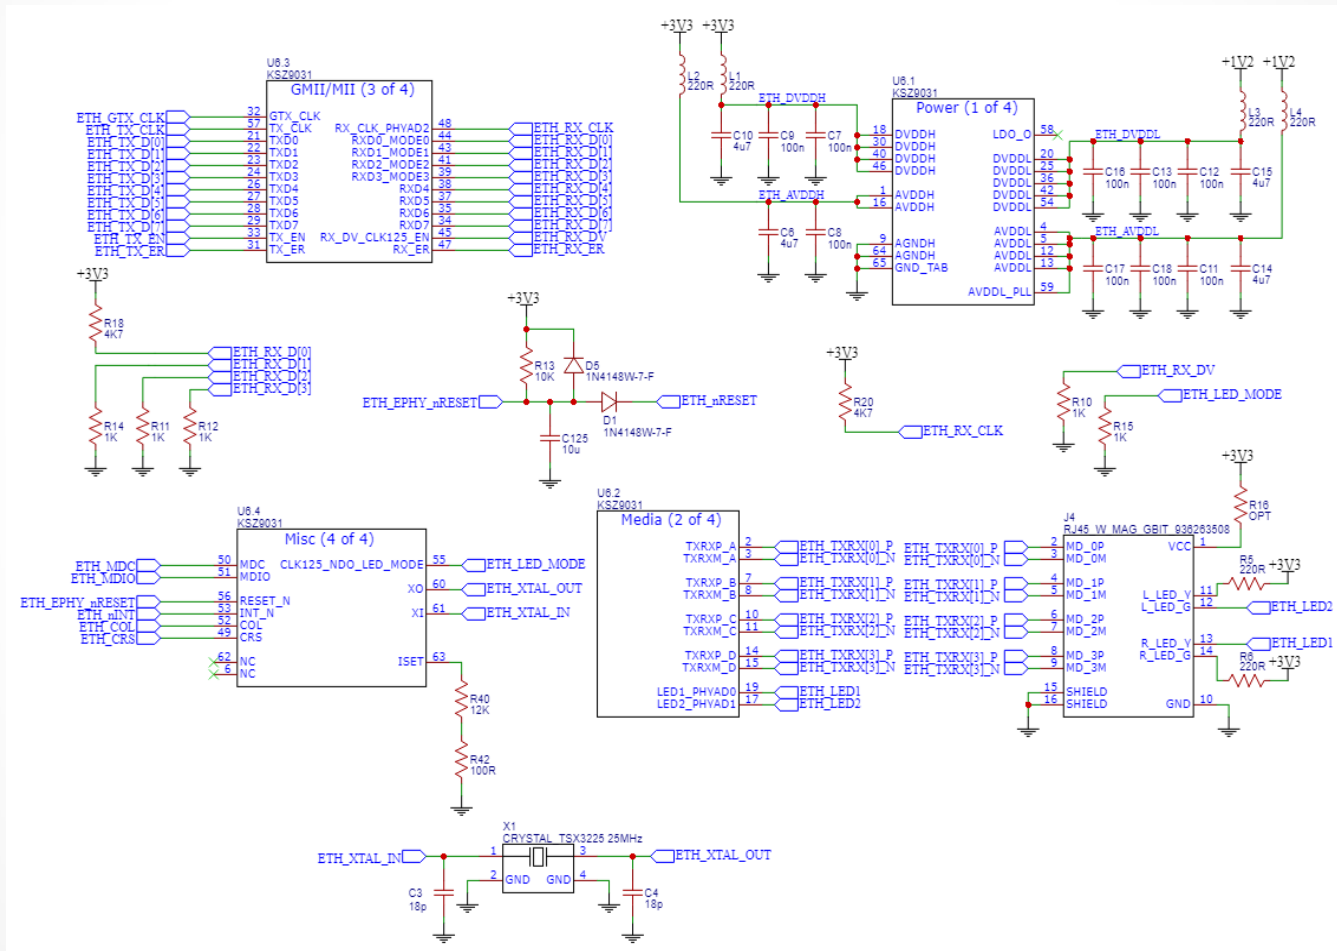 +3V3 +3V3
L2
220R
L1
220R
+1V2 +1V2
L3
220R
L4
220R
U6.3
KSZ9031
GMII/MII (3 of 4)
ETH_GTX_CLK 32 GTX_CLK
ETH_TX_CLK 57 TX_CLK
ETH_TX_D[0] 21 TXD0
ETH_TX_D[1] 22 TXD1
ETH_TX_D[2] 23 TXD2
ETH_TX_D[3] 24 TXD3
ETH_TX_D[4] 26 TXD4
ETH_TX_D[5] 27 TXD5
ETH_TX_D[6] 28 TXD6
ETH_TX_D[7] 29 TXD7
ETH_TX_EN 33 TX_EN
ETH_TX_ER 31 TX_ER
RX_CLK_PHYAD2 48 ETH_RX_CLK
RXD0_MODE0 44 ETH_RX_D[0]
RXD1_MODE1 43 ETH_RX_D[1]
RXD2_MODE2 41 ETH_RX_D[2]
RXD3_MODE3 39 ETH_RX_D[3]
RXD4 38 ETH_RX_D[4]
RXD5 37 ETH_RX_D[5]
RXD6 35 ETH_RX_D[6]
RXD7 34 ETH_RX_D[7]
RX_DV_CLK125_EN 45 ETH_RX_DV
RX_ER 47 ETH_RX_ER
ETH_DVDDH
C10
4u7
C9
100n
C7
100n
ETH_AVDDH
C6
4u7
C8
100n
U6.1
KSZ9031
Power (1 of 4)
18 DVDDH
30 DVDDH
40 DVDDH
46 DVDDH
1 AVDDH
16 AVDDH
9 AGNDH
64 AGNDH
65 GND_TAB
LDO_O 58
DVDDL 20
DVDDL 25
DVDDL 36
DVDDL 42
DVDDL 54
AVDDL 4
AVDDL 5
AVDDL 12
AVDDL 13
AVDDL_PLL 59
ETH_DVDDL
C16
100n
C13
100n
C12
100n
C15
4u7
ETH_AVDDL
C17
100n
C18
100n
C11
100n
C14
4u7
+3V3
R18
4K7
ETH_RX_D[0]
ETH_RX_D[1]
ETH_RX_D[2]
ETH_RX_D[3]
R14
1K
R11
1K
R12
1K
+3V3
R13
10K
D5
1N4148W-7-F
ETH_EPHY_nRESET
ETH_nRESET
D1
1N4148W-7-F
C125
10u
+3V3
R20
4K7
ETH_RX_CLK
ETH_RX_DV
ETH_LED_MODE
R10
1K
R15
1K
U6.4
KSZ9031
Misc (4 of 4)
ETH_MDC 50 MDC
ETH_MDIO 51 MDIO
ETH_EPHY_nRESET 56 RESET_N
ETH_nINT 53 INT_N
ETH_COL 52 COL
ETH_CRS 49 CRS
62 NC
6 NC
CLK125_NDO_LED_MODE 55 ETH_LED_MODE
XO 60 ETH_XTAL_OUT
XI 61 ETH_XTAL_IN
ISET 63
R40
12K
R42
100R
U6.2
KSZ9031
Media (2 of 4)
TXRXP_A 2 ETH_TXRX[0]_P
TXRXM_A 3 ETH_TXRX[0]_N
TXRXP_B 7 ETH_TXRX[1]_P
TXRXM_B 8 ETH_TXRX[1]_N
TXRXP_C 10 ETH_TXRX[2]_P
TXRXM_C 11 ETH_TXRX[2]_N
TXRXP_D 14 ETH_TXRX[3]_P
TXRXM_D 15 ETH_TXRX[3]_N
LED1_PHYAD0 19 ETH_LED1
LED2_PHYAD1 17 ETH_LED2
+3V3
R16
OPT
J4
RJ45_W_MAG_GBIT_936263508
ETH_TXRX[0]_P 2 MD_0P
ETH_TXRX[0]_N 3 MD_0M
ETH_TXRX[1]_P 4 MD_1P
ETH_TXRX[1]_N 5 MD_1M
ETH_TXRX[2]_P 6 MD_2P
ETH_TXRX[2]_N 7 MD_2M
ETH_TXRX[3]_P 8 MD_3P
ETH_TXRX[3]_N 9 MD_3M
15 SHIELD
16 SHIELD
VCC 1
R5
220R
+3V3
L_LED_Y 11
L_LED_G 12 ETH_LED2
R_LED_Y 13 ETH_LED1
R_LED_G 14
R6
220R
+3V3
GND 10
X1
CRYSTAL_TSX3225 25MHz
ETH_XTAL_IN 1 3 ETH_XTAL_OUT
2 GND GND 4
C3
18p
C4
18p